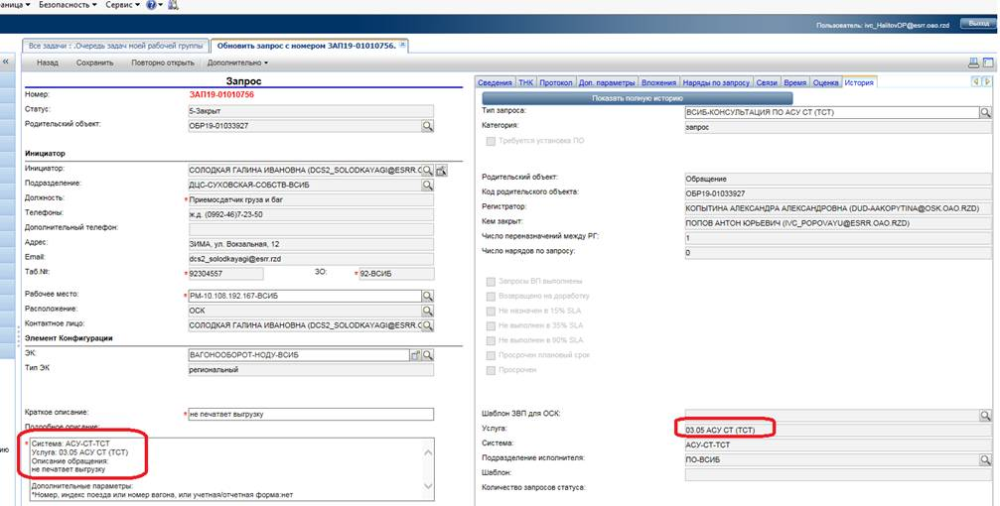 раница ▾ Безопасность ▾ Сервис ▾
Пользователь: ivc_HalitovDP@esrr.oao.rzd
Выход
Все задачи : .Очередь задач моей рабочей группы
Обновить запрос с номером ЗАП19-01010756.
«
Назад Сохранить Повторно открыть Дополнительно ▾
Запрос
Номер: ЗАП19-01010756
Статус: 5-Закрыт
Родительский объект: ОБР19-01033927
Инициатор
Инициатор: СОЛОДКАЯ ГАЛИНА ИВАНОВНА (DCS2_SOLODKAYAGI@ESRR.O
Подразделение: ДЦС-СУХОВСКАЯ-СОБСТВ-ВСИБ
Должность: *Приемосдатчик груза и баг
Телефоны: ж.д. (0992-46)7-23-50
Дополнительный телефон:
Адрес: ЗИМА, ул. Вокзальная, 12
Email: dcs2_solodkayagi@esrr.rzd
Таб.№: *92304557 ЗО: *92-ВСИБ
Рабочее место: *РМ-10.108.192.167-ВСИБ
Расположение: ОСК
Контактное лицо: СОЛОДКАЯ ГАЛИНА ИВАНОВНА (DCS2_SOLODKAYAGI@ESRR.O
Элемент Конфигурации
ЭК: ВАГОНООБОРОТ-НОДУ-ВСИБ
Тип ЭК региональный
Краткое описание: *не печатает выгрузку
Подробное описание:
* Система: АСУ-СТ-ТСТ
Услуга: 03.05 АСУ СТ (ТСТ)
Описание обращения:
не печатает выгрузку
Дополнительные параметры:
*Номер, индекс поезда или номер вагона, или учетная/отчетная форма:нет
ию
Сведения ТНК Протокол Доп. параметры Вложения Наряды по запросу Связи Время Оценка История
Показать полную историю
Тип запроса: ВСИБ-КОНСУЛЬТАЦИЯ ПО АСУ СТ (ТСТ)
Категория: запрос
Требуется установка ПО
Родительский объект: Обращение
Код родительского объекта: ОБР19-01033927
Регистратор: КОПЫТИНА АЛЕКСАНДРА АЛЕКСАНДРОВНА (DUD-AAKOPYTINA@OSK.OAO.RZD)
Кем закрыт: ПОПОВ АНТОН ЮРЬЕВИЧ (IVC_POPOVAYU@ESRR.OAO.RZD)
Число переназначений между РГ: 1
Число нарядов по запросу: 0
Запросы ВП выполнены
Возвращено на доработку
Не назначен в 15% SLA
Не выполнен в 35% SLA
Не выполнен в 90% SLA
Просрочен плановый срок
Просрочен
Шаблон ЗВП для ОСК:
Услуга: 03.05 АСУ СТ (ТСТ)
Система: АСУ-СТ-ТСТ
Подразделение исполнителя: ПО-ВСИБ
Шаблон:
Количество запросов статуса: